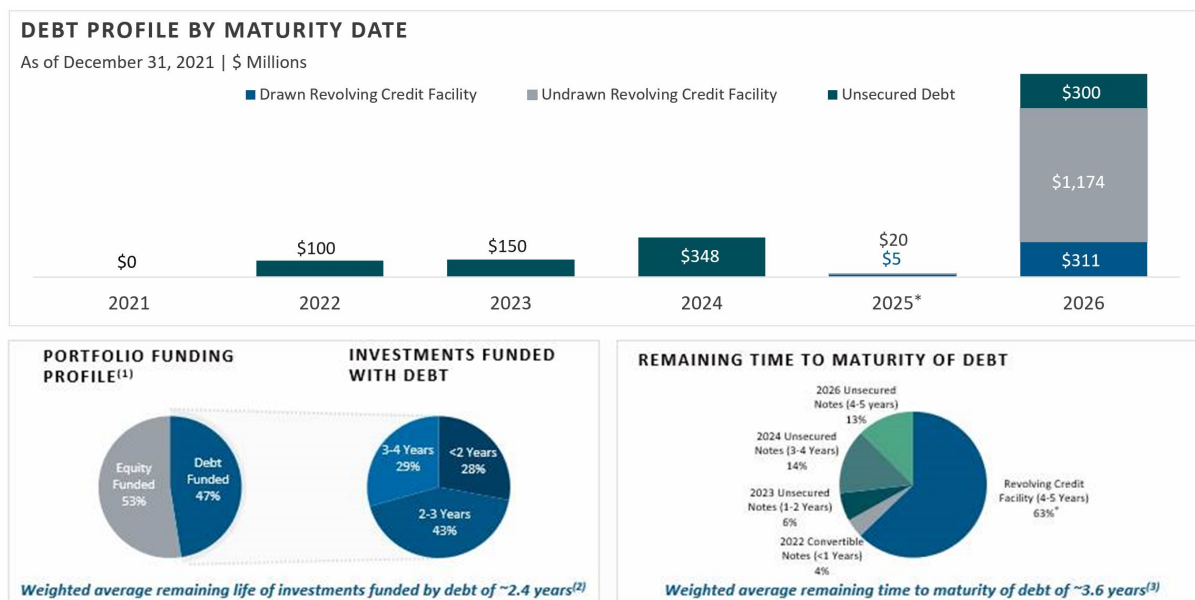 DEBT PROFILE BY MATURITY DATE
As of December 31, 2021 | $ Millions
Drawn Revolving Credit Facility
Undrawn Revolving Credit Facility
Unsecured Debt
$0
$100
$150
$348
$20
$5
$300
$1,174
$311
2021
2022
2023
2024
2025*
2026
PORTFOLIO FUNDING
PROFILE(1)
Equity
Funded
53%
Debt
Funded
47%
INVESTMENTS FUNDED
WITH DEBT
3-4 Years
29%
<2 Years
28%
2-3 Years
43%
Weighted average remaining life of investments funded by debt of ~2.4 years(2)
REMAINING TIME TO MATURITY OF DEBT
2026 Unsecured
Notes (4-5 years)
13%
2024 Unsecured
Notes (3-4 Years)
14%
2023 Unsecured
Notes (1-2 Years)
6%
2022 Convertible
Notes (<1 Years)
4%
Revolving Credit
Facility (4-5 Years)
63%*
Weighted average remaining time to maturity of debt of ~3.6 years(3)